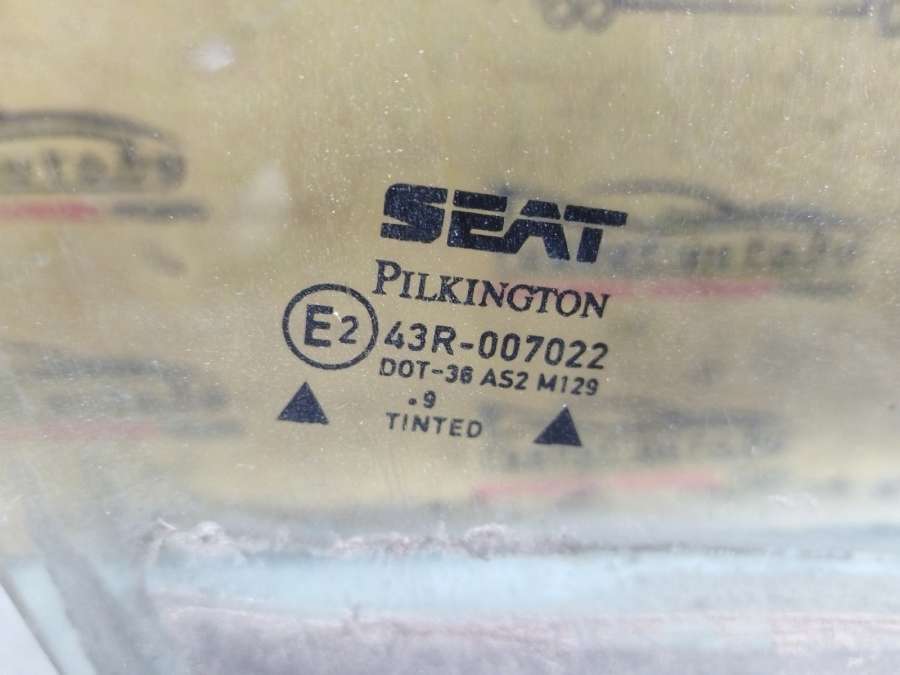 SEAT
PILKINGTON
E2 43R-007022
DOT-36 AS2 M129
.9
TINTED